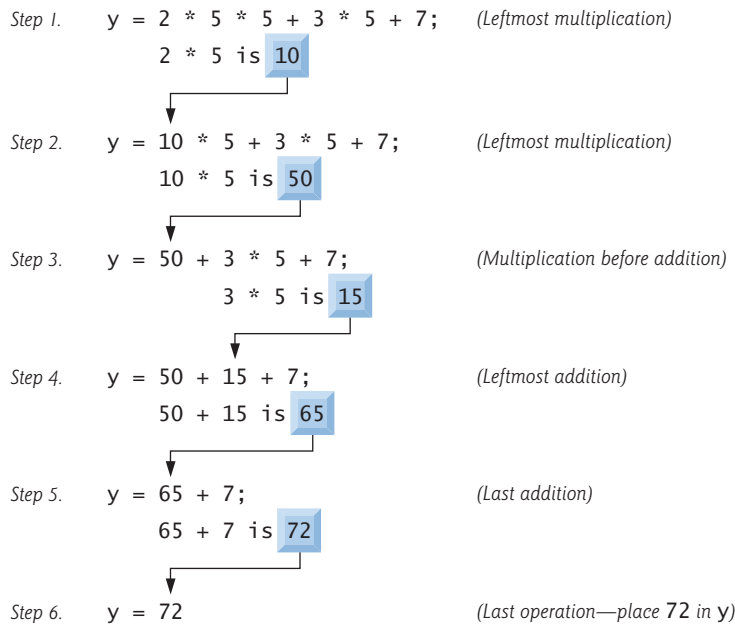 Step 1. y = 2 * 5 * 5 + 3 * 5 + 7; (Leftmost multiplication)
2 * 5 is 10
Step 2. y = 10 * 5 + 3 * 5 + 7; (Leftmost multiplication)
10 * 5 is 50
Step 3. y = 50 + 3 * 5 + 7; (Multiplication before addition)
3 * 5 is 15
Step 4. y = 50 + 15 + 7; (Leftmost addition)
50 + 15 is 65
Step 5. y = 65 + 7; (Last addition)
65 + 7 is 72
Step 6. y = 72 (Last operation—place 72 in y)